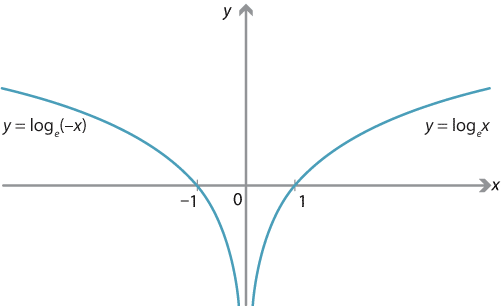 y
y = logₑ(–x)
y = logₑx
x
–1
0
1